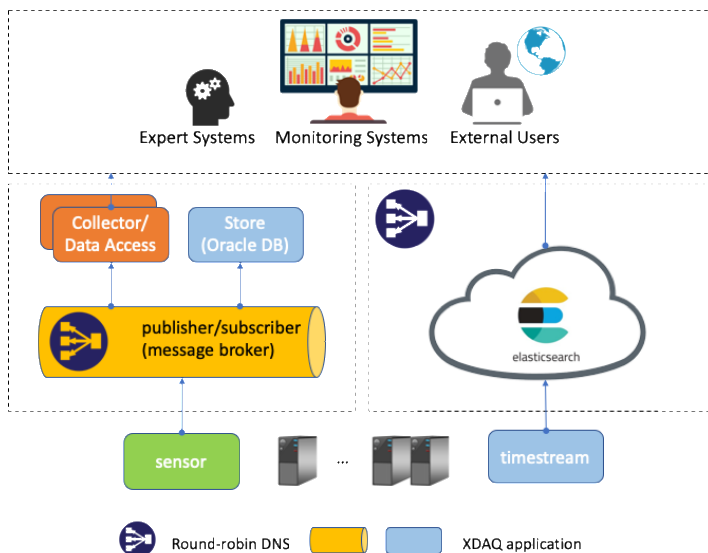 Expert Systems
Monitoring Systems
External Users
Collector/
Data Access
Store
(Oracle DB)
publisher/subscriber
(message broker)
elasticsearch
sensor
...
timestream
Round-robin DNS
XDAQ application